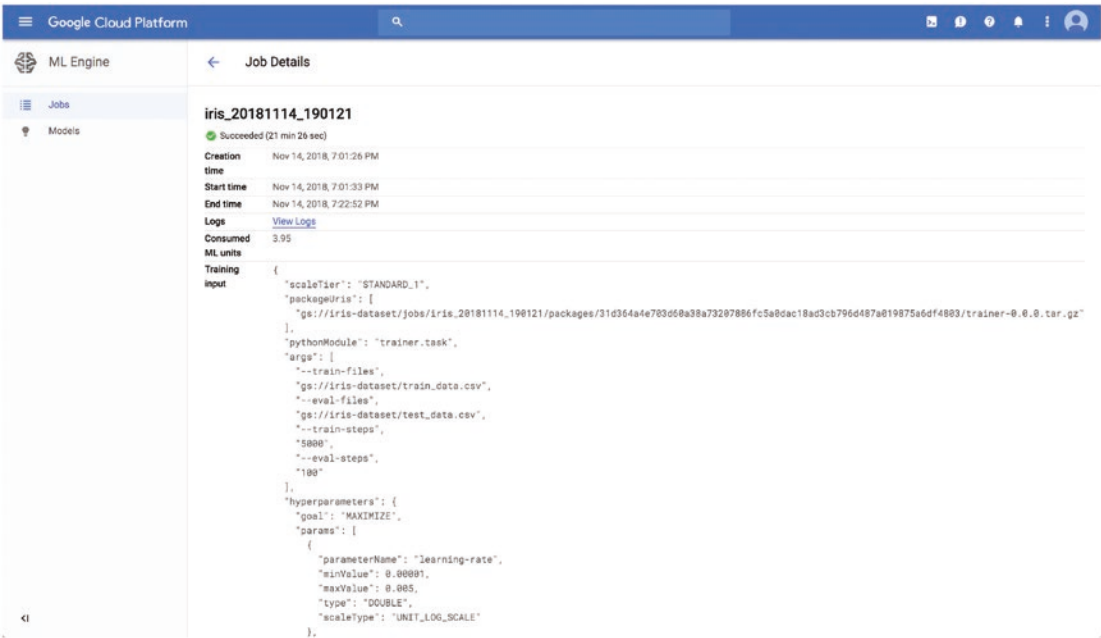 Google Cloud Platform
ML Engine
Job Details
Jobs
Models
iris_20181114_190121
Succeeded (21 min 26 sec)
Creation time Nov 14, 2018, 7:01:26 PM
Start time Nov 14, 2018, 7:01:33 PM
End time Nov 14, 2018, 7:22:52 PM
Logs View Logs
Consumed ML units 3.95
Training input {
"scaleTier": "STANDARD_1",
"packageUris": [
"gs://iris-dataset/jobs/iris_20181114_190121/packages/31d364a4e703d60a38a73207886fc5a0dac18ad3cb796d487a019875a6df4803/trainer-0.0.0.tar.gz"
],
"pythonModule": "trainer.task",
"args": [
"--train-files",
"gs://iris-dataset/train_data.csv",
"--eval-files",
"gs://iris-dataset/test_data.csv",
"--train-steps",
"5000",
"--eval-steps",
"100"
],
"hyperparameters": {
"goal": "MAXIMIZE",
"params": [
{
"parameterName": "learning-rate",
"minValue": 0.00001,
"maxValue": 0.005,
"type": "DOUBLE",
"scaleType": "UNIT_LOG_SCALE"
},